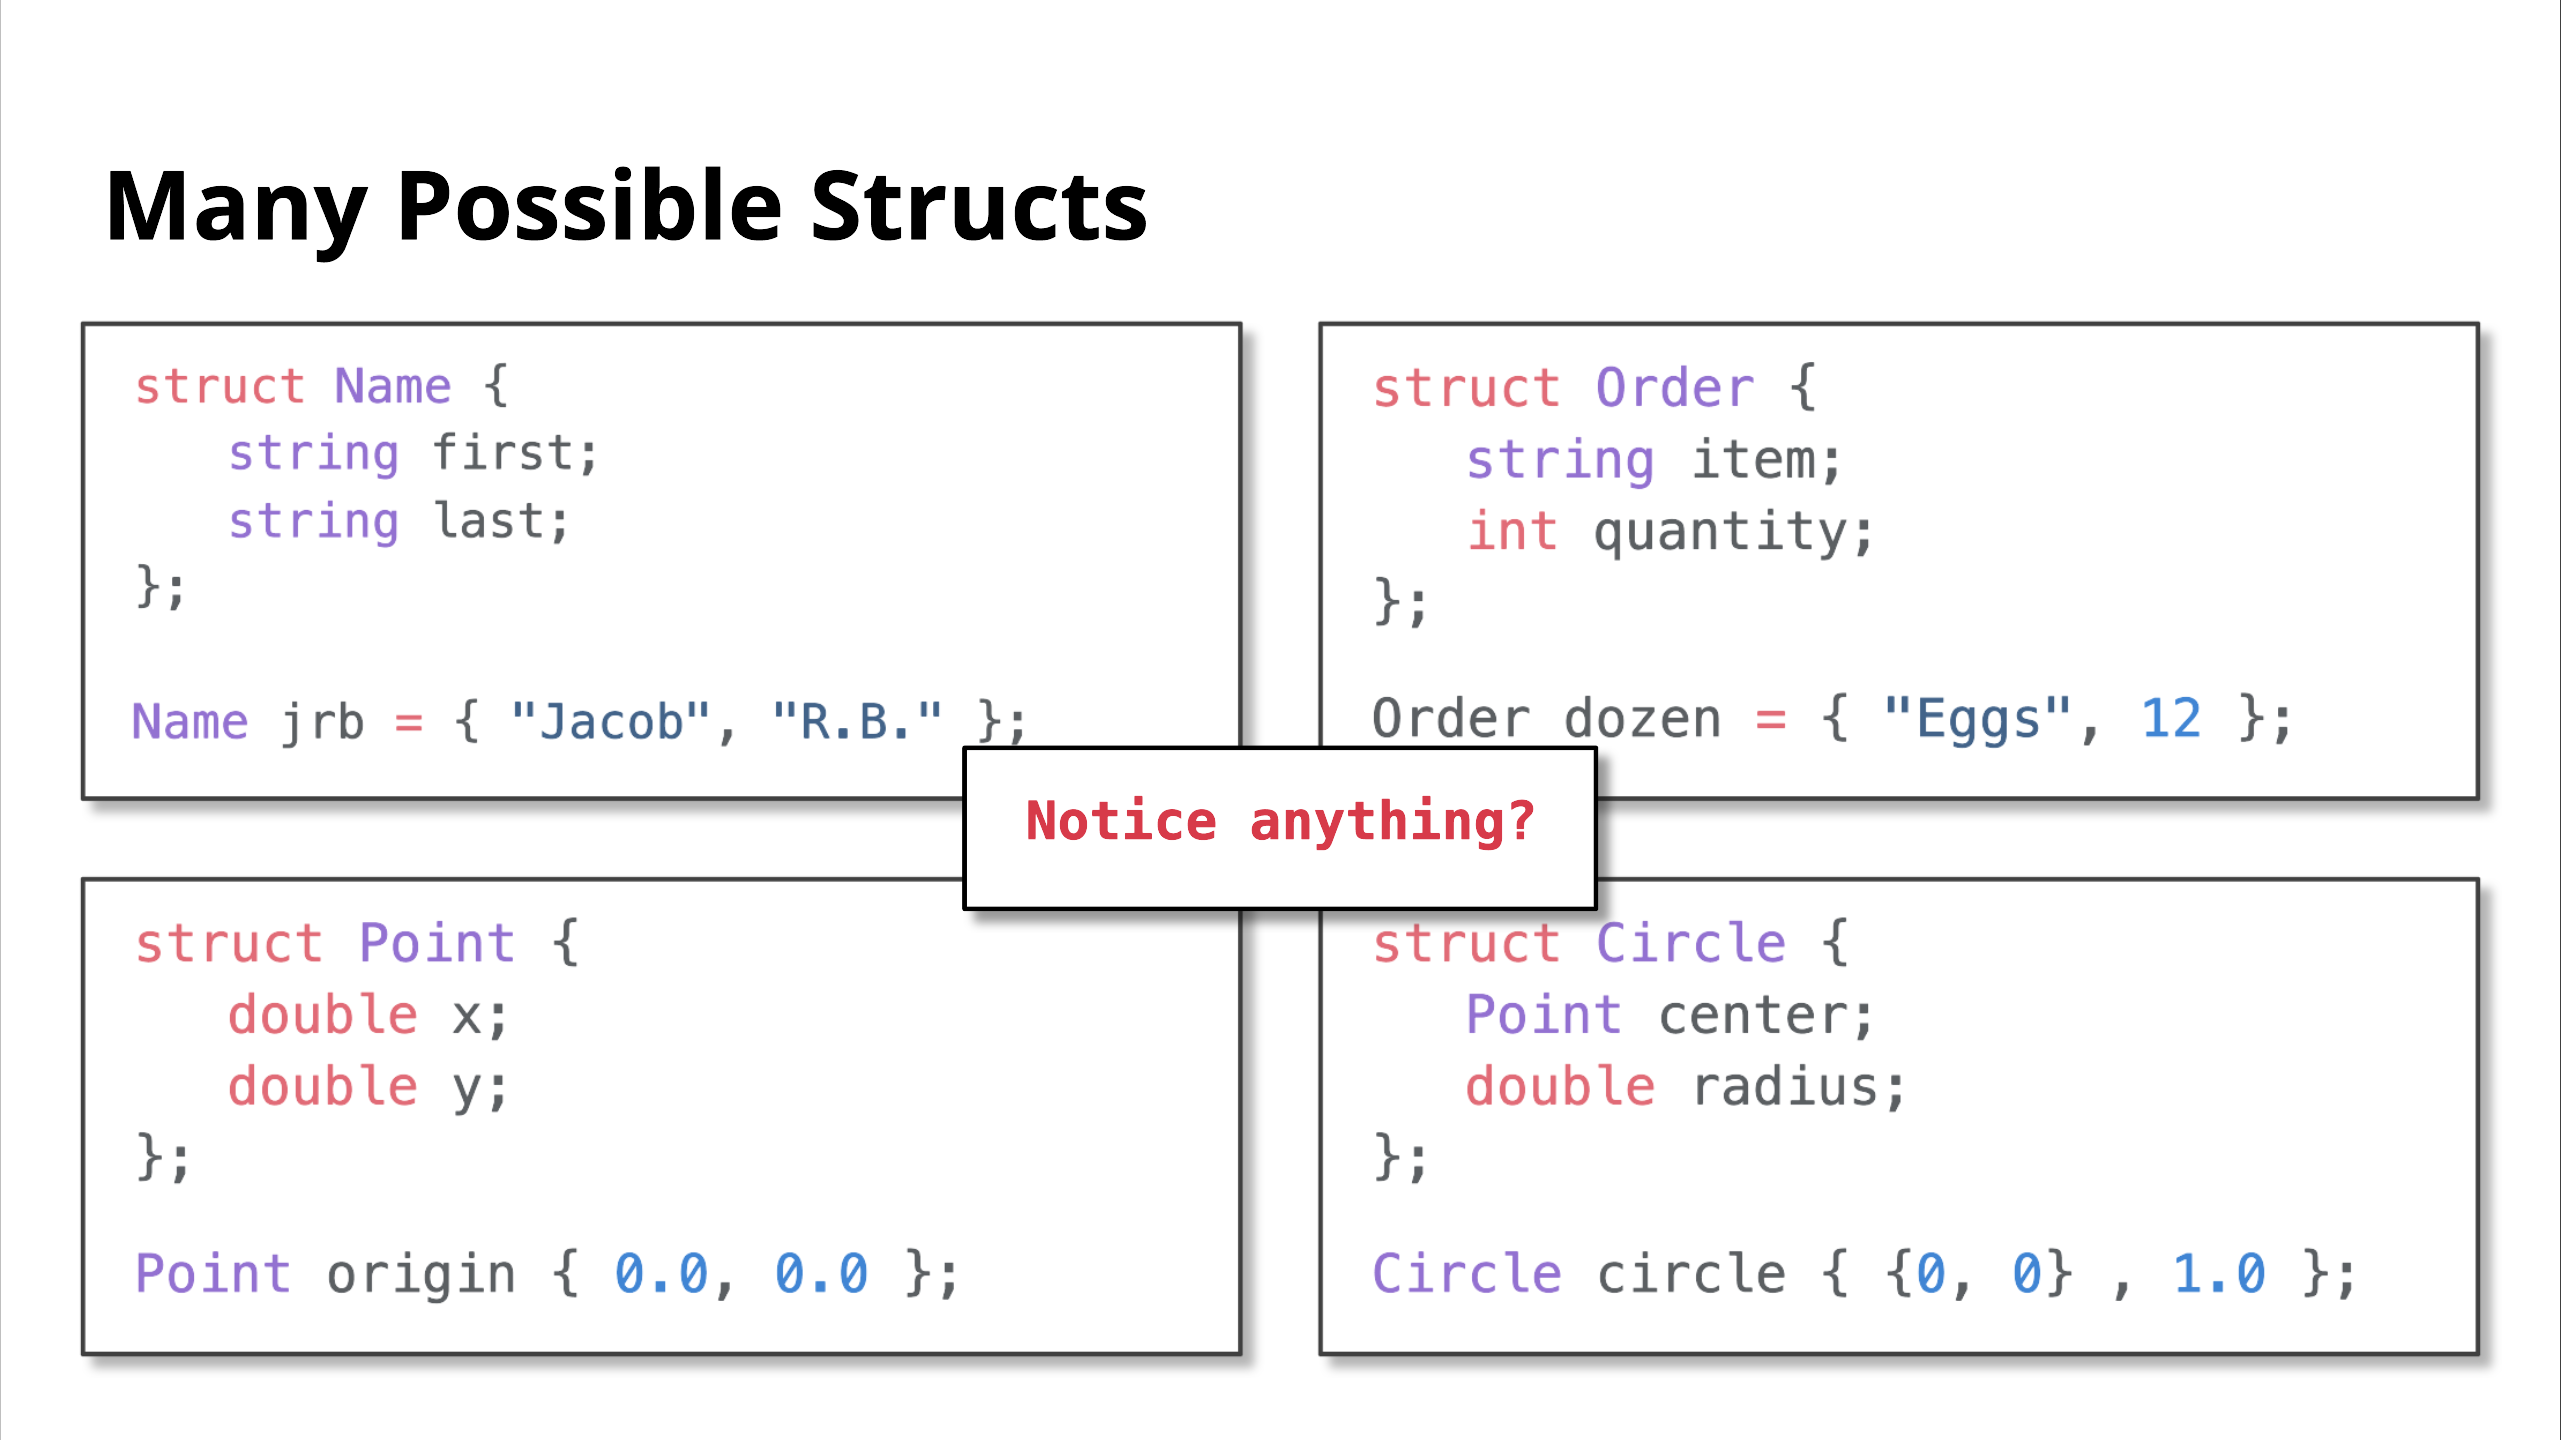 Many Possible Structs
struct Name {
string first;
string last;
};
Name jrb = { "Jacob", "R.B." };
struct Order {
string item;
int quantity;
};
Order dozen = { "Eggs", 12 };
Notice anything?
struct Point {
double x;
double y;
};
Point origin { 0.0, 0.0 };
struct Circle {
Point center;
double radius;
};
Circle circle { {0, 0} , 1.0 };